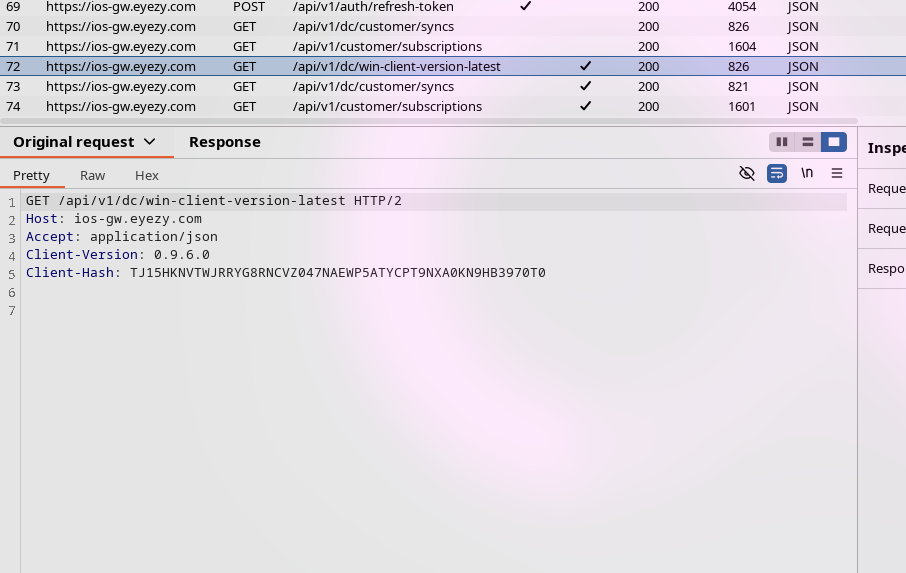 69 https://ios-gw.eyezy.com POST /api/v1/auth/refresh-token ✓ 200 4054 JSON
70 https://ios-gw.eyezy.com GET /api/v1/dc/customer/syncs 200 826 JSON
71 https://ios-gw.eyezy.com GET /api/v1/customer/subscriptions 200 1604 JSON
72 https://ios-gw.eyezy.com GET /api/v1/dc/win-client-version-latest ✓ 200 826 JSON
73 https://ios-gw.eyezy.com GET /api/v1/dc/customer/syncs ✓ 200 821 JSON
74 https://ios-gw.eyezy.com GET /api/v1/customer/subscriptions ✓ 200 1601 JSON
Original request Response
Inspe
Pretty Raw Hex \n
Reque
1 GET /api/v1/dc/win-client-version-latest HTTP/2
2 Host: ios-gw.eyezy.com
Reque
3 Accept: application/json
4 Client-Version: 0.9.6.0
5 Client-Hash: TJ15HKNVTWJRRYG8RNCVZ047NAEWP5ATYCPT9NXA0KN9HB3970T0
Respo
6
7